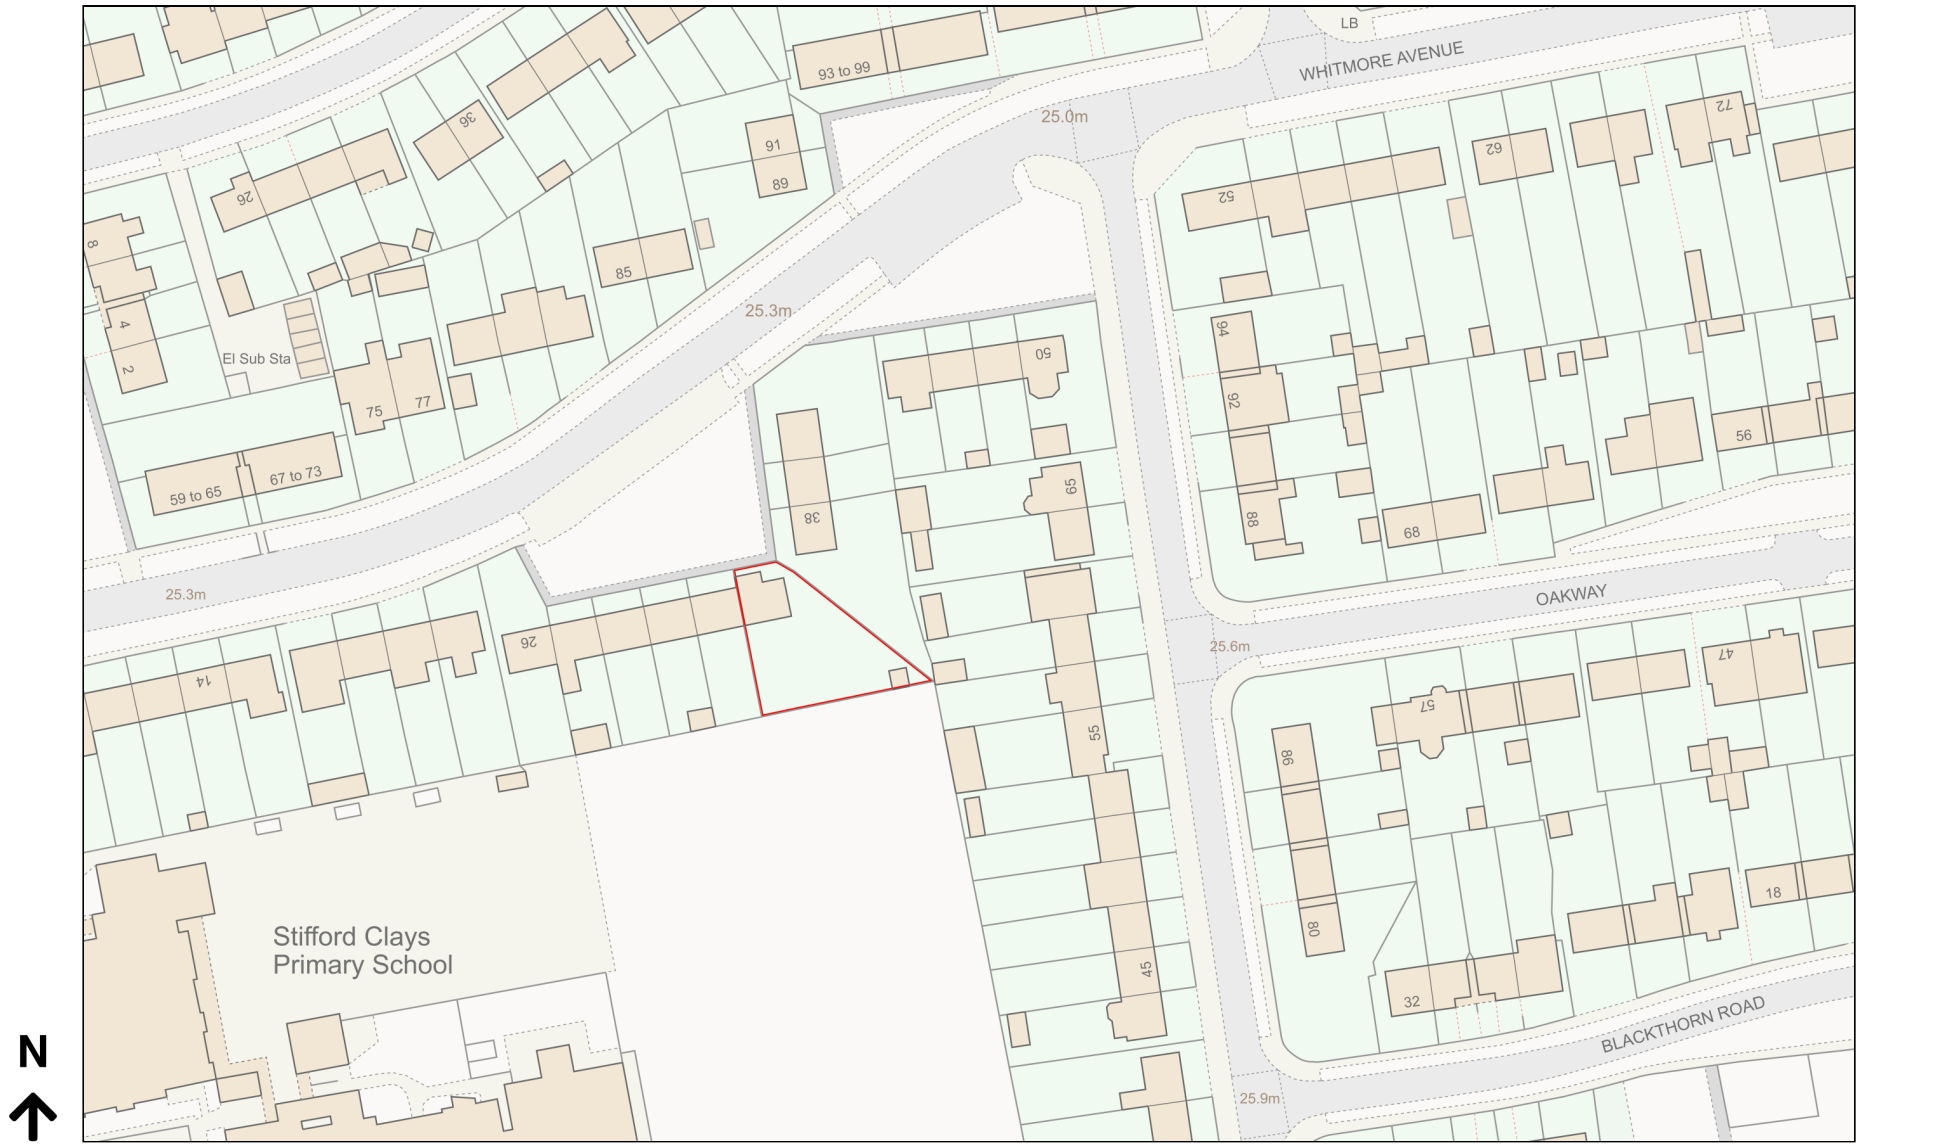 LB
WHITMORE AVENUE
93 to 99
72
36
25.0m
62
91
89
26
52
8
85
25.3m
94
4
50
El Sub Sta
2
92
75
77
56
59 to 65
67 to 73
65
38
88
68
25.3m
OAKWAY
26
25.6m
47
14
57
55
86
18
80
Stifford Clays
Primary School
45
32
BLACKTHORN ROAD
N
25.9m